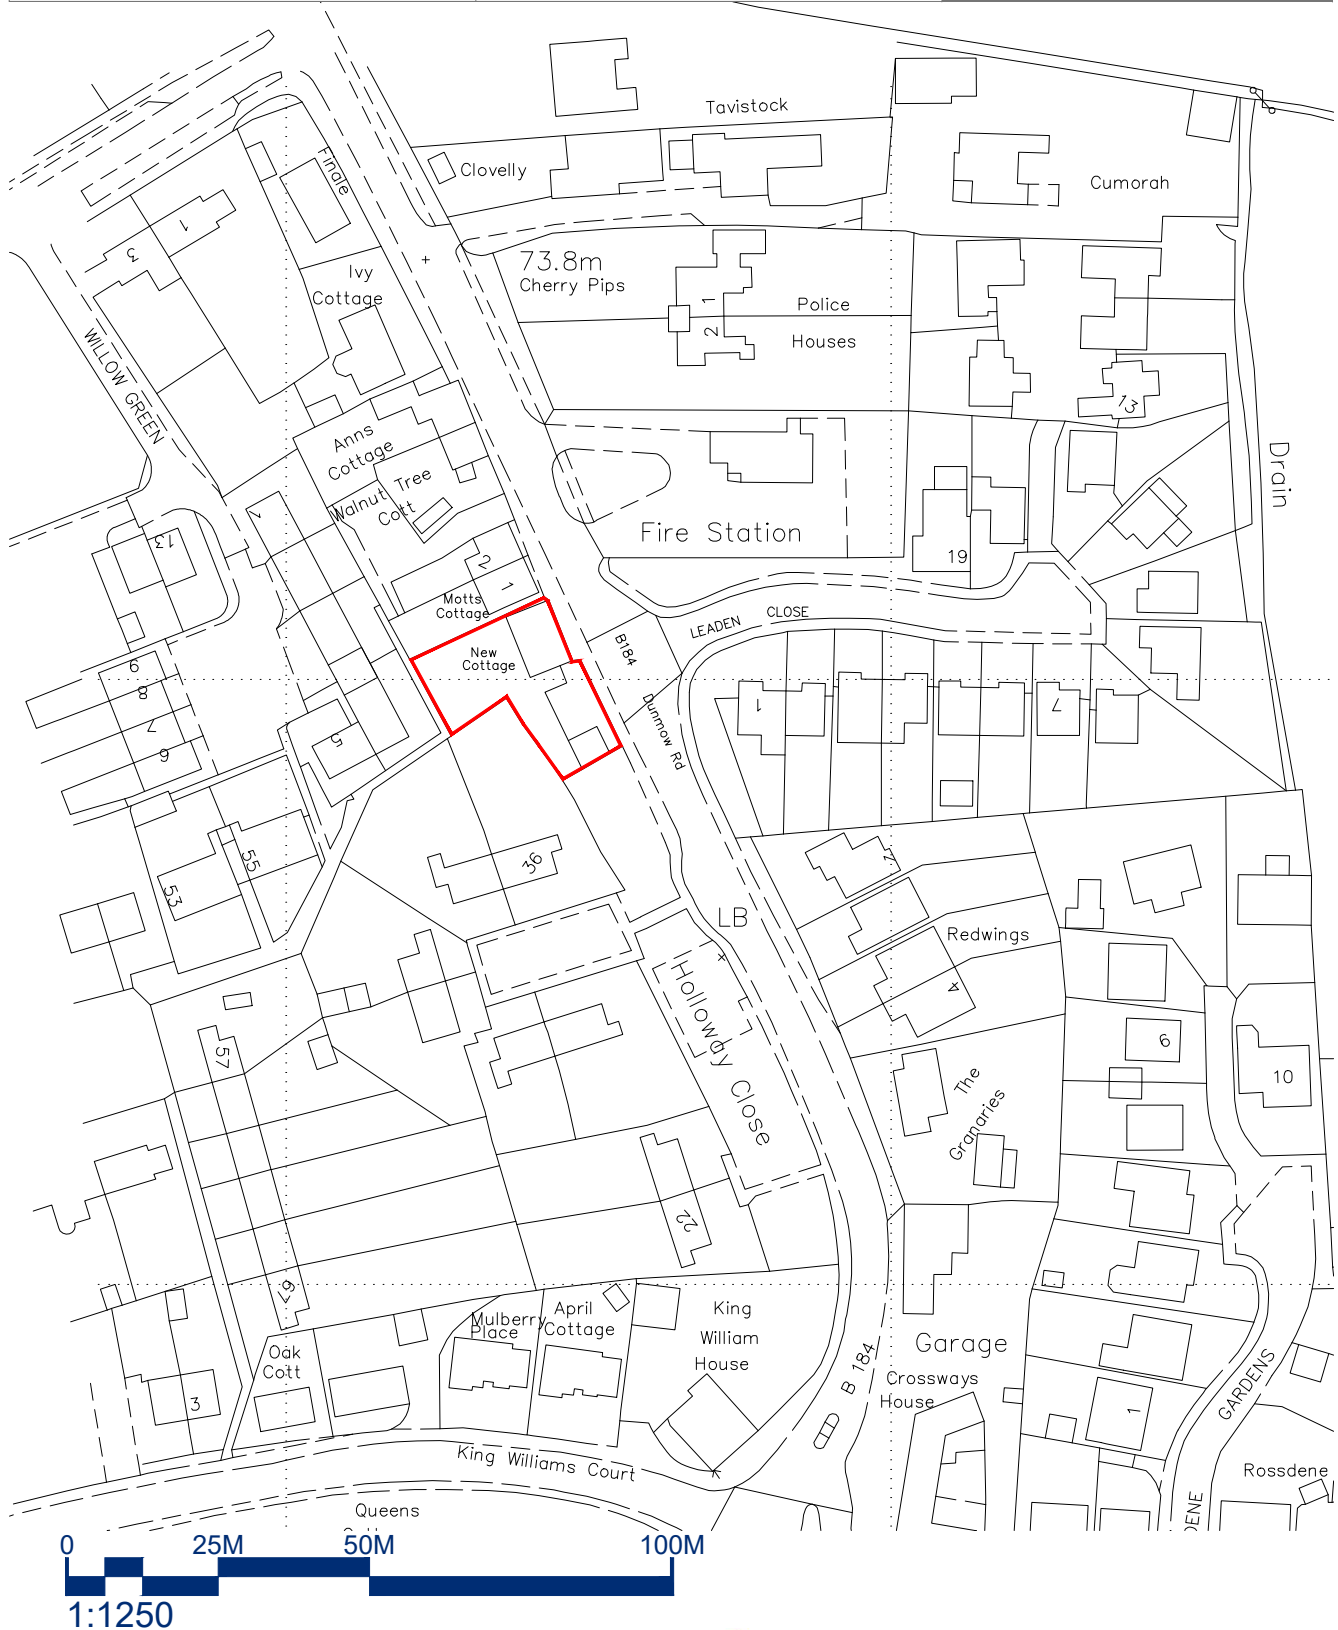 Tavistock
Clovelly
Finale
Cumorah
1
3
73.8m
Cherry Pips
Ivy
Cottage
1
2
Police
Houses
WILLOW GREEN
13
Anns
Cottage
Walnut Tree
Cott
Drain
Fire Station
19
13
1
2
1
Motts
Cottage
New
Cottage
B184
LEADEN CLOSE
Dunmow Rd
9
8
7
6
5
1
7
53
55
36
2
LB
Redwings
4
Holloway Close
57
6
10
The
Granaries
22
67
Mulberry
Place
April
Cottage
King
William
House
Oak
Cott
3
Garage
B 184
Crossways
House
1
GARDENS
King Williams Court
Rossdene
Queens
DENE
0 25M 50M 100M
1:1250